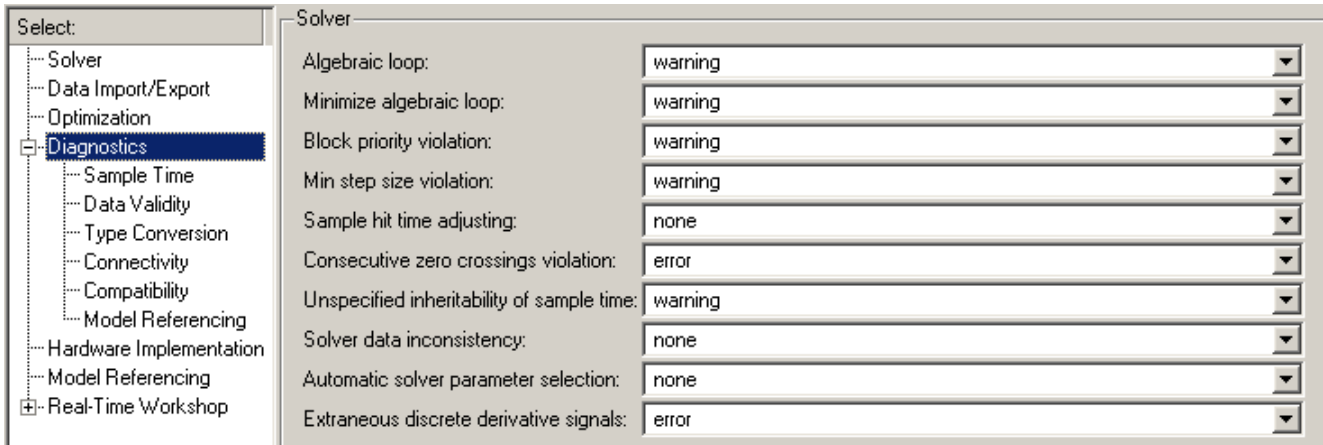 Select:
Solver
Data Import/Export
Optimization
Diagnostics
Sample Time
Data Validity
Type Conversion
Connectivity
Compatibility
Model Referencing
Hardware Implementation
Model Referencing
Real-Time Workshop
Solver
Algebraic loop: warning
Minimize algebraic loop: warning
Block priority violation: warning
Min step size violation: warning
Sample hit time adjusting: none
Consecutive zero crossings violation: error
Unspecified inheritability of sample time: warning
Solver data inconsistency: none
Automatic solver parameter selection: none
Extraneous discrete derivative signals: error